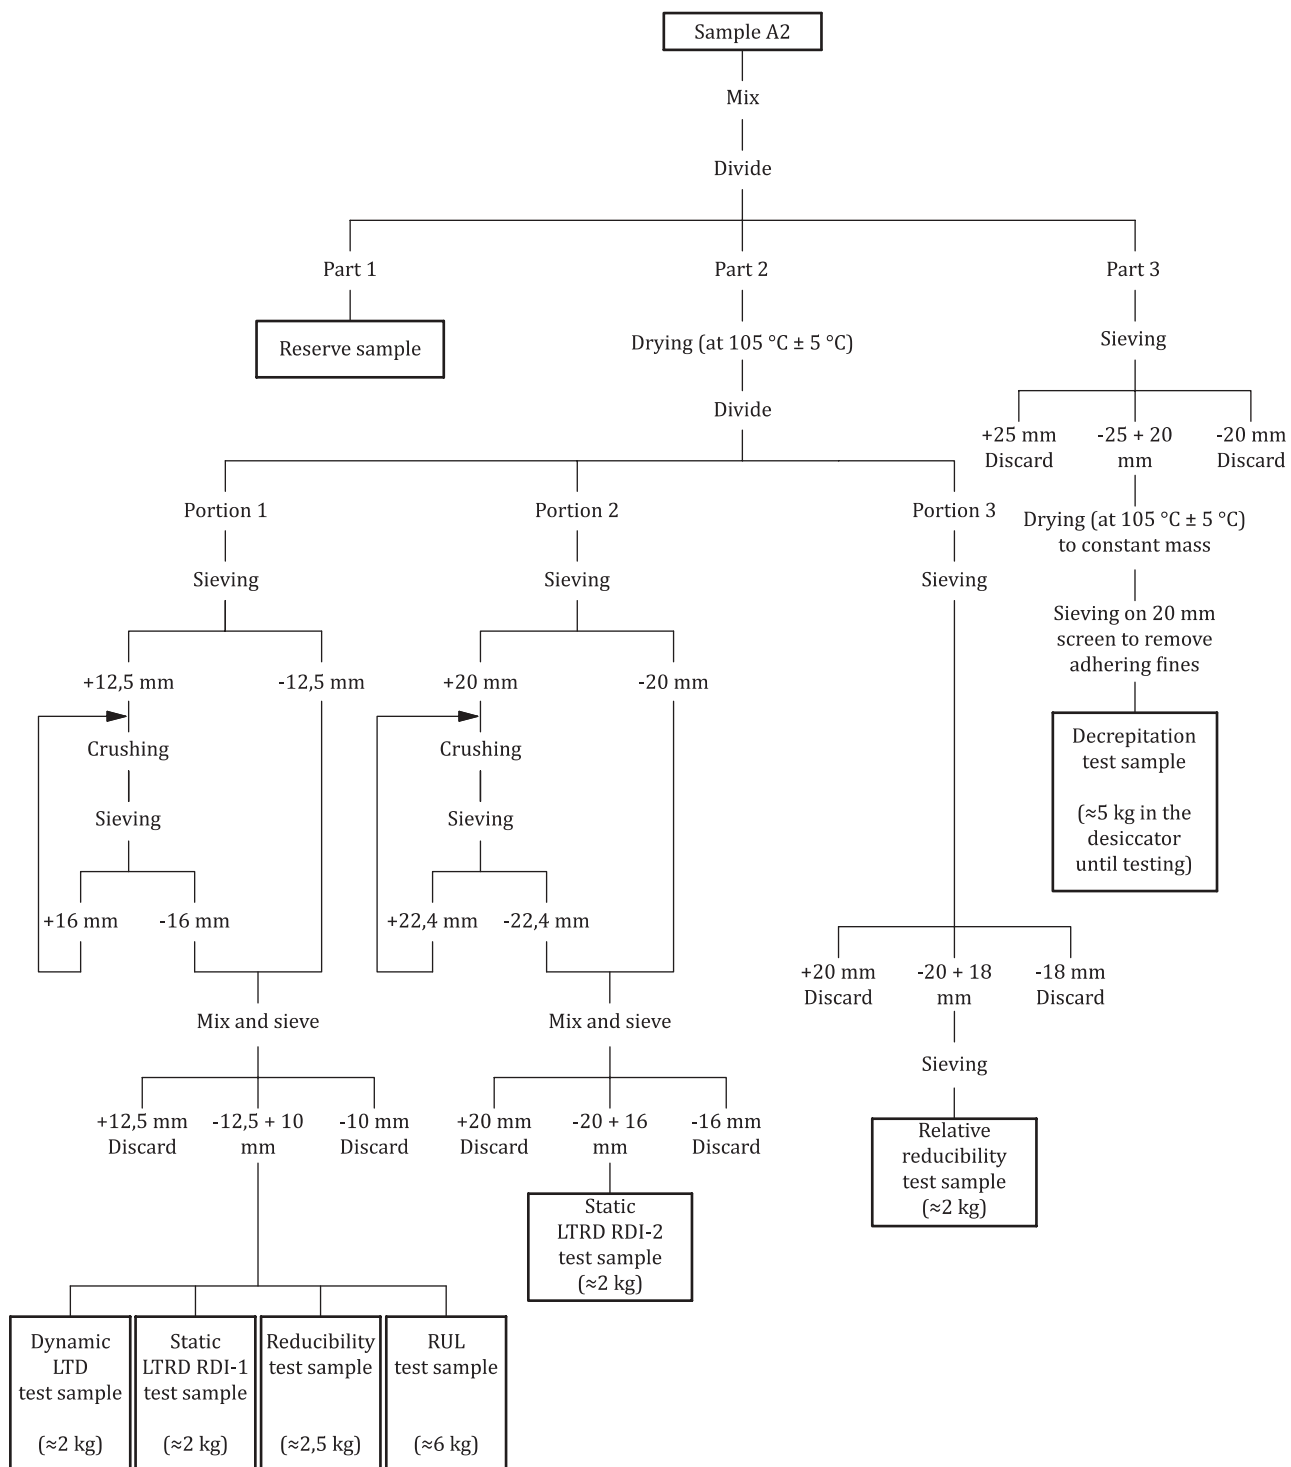 Sample A2
Mix
Divide
Part 1
Part 2
Part 3
Reserve sample
Drying (at 105 °C ± 5 °C)
Sieving
Divide
+25 mm
Discard
-25 + 20
mm
-20 mm
Discard
Portion 1
Portion 2
Portion 3
Drying (at 105 °C ± 5 °C)
to constant mass
Sieving
Sieving
Sieving
Sieving on 20 mm
screen to remove
adhering fines
+12,5 mm
-12,5 mm
+20 mm
-20 mm
Crushing
Crushing
Decrepitation
test sample
(≈5 kg in the
desiccator
until testing)
Sieving
Sieving
+16 mm
-16 mm
+22,4 mm
-22,4 mm
+20 mm
Discard
-20 + 18
mm
-18 mm
Discard
Mix and sieve
Mix and sieve
Sieving
+12,5 mm
Discard
-12,5 + 10
mm
-10 mm
Discard
+20 mm
Discard
-20 + 16
mm
-16 mm
Discard
Relative
reducibility
test sample
(≈2 kg)
Static
LTRD RDI-2
test sample
(≈2 kg)
Dynamic
LTD
test sample
(≈2 kg)
Static
LTRD RDI-1
test sample
(≈2 kg)
Reducibility
test sample
(≈2,5 kg)
RUL
test sample
(≈6 kg)